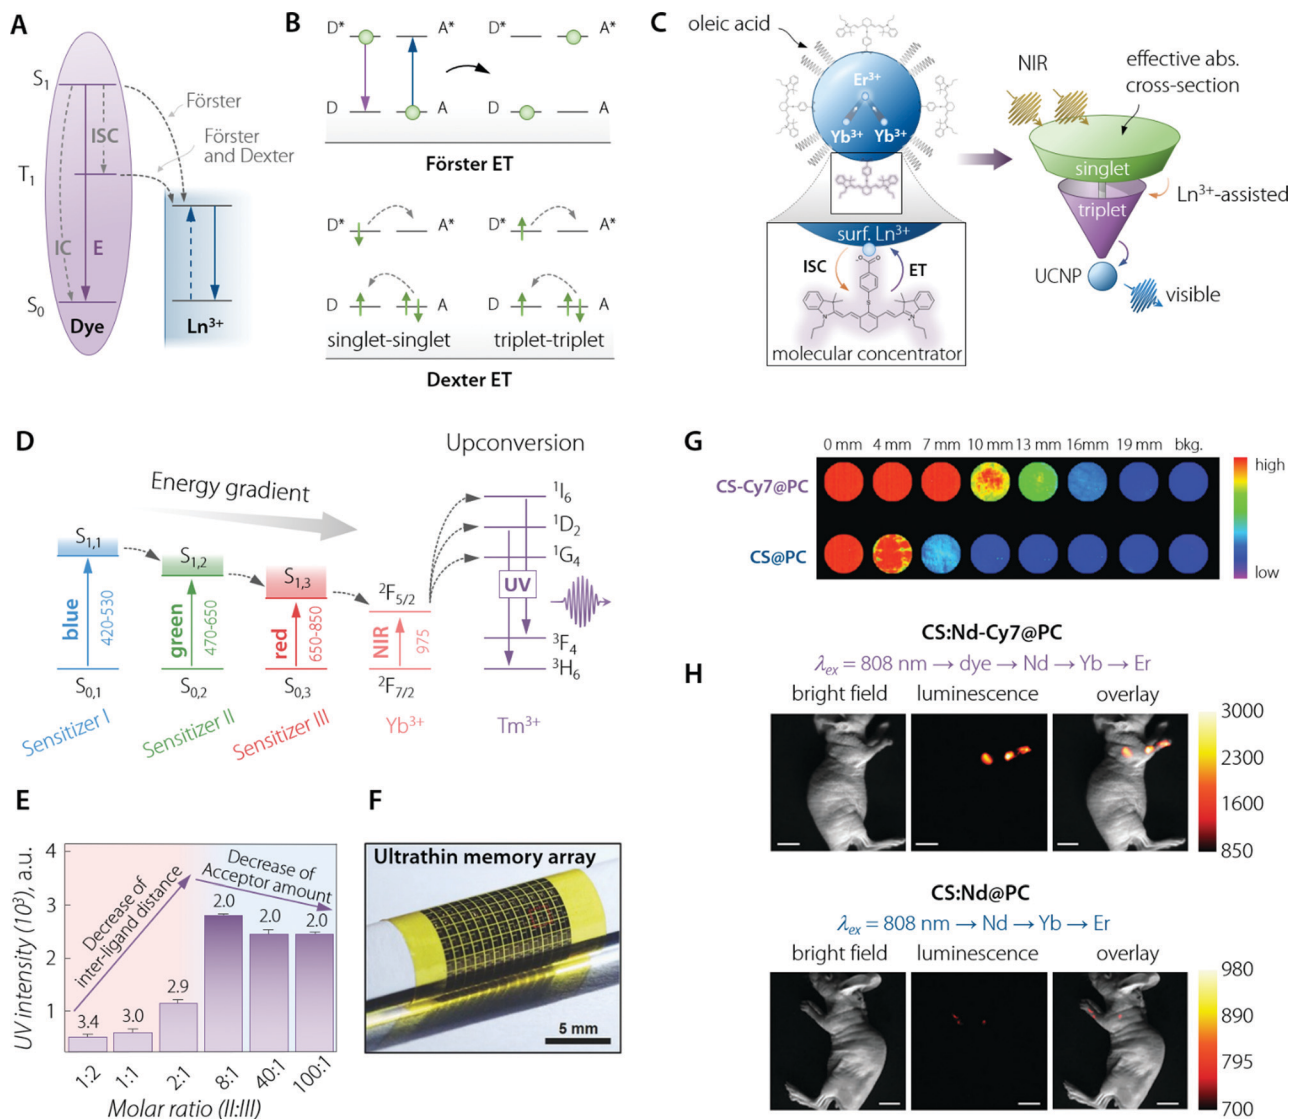 A
S1
T1
S0
ISC
IC
E
Dye
Ln3+
Förster
Förster
and Dexter
B
D*
A*
D
A
Förster ET
D*
A*
D*
A*
D
A
D
A
singlet-singlet
triplet-triplet
Dexter ET
C
oleic acid
Er3+
Yb3+
Yb3+
surf. Ln3+
ISC
ET
molecular concentrator
NIR
effective abs.
cross-section
singlet
triplet
Ln3+-assisted
UCNP
visible
D
Upconversion
Energy gradient
S1,1
S1,2
S1,3
2F5/2
1I6
1D2
1G4
UV
3F4
3H6
blue
420-530
green
470-650
red
650-850
NIR
975
S0,1
S0,2
S0,3
2F7/2
Sensitizer I
Sensitizer II
Sensitizer III
Yb3+
Tm3+
E
UV intensity (10³), a.u.
4
3
2
1
Decrease of
inter-ligand distance
Decrease of
Acceptor amount
3.4
3.0
2.9
2.0
2.0
2.0
1:2
1:1
2:1
8:1
40:1
100:1
Molar ratio (II:III)
F
Ultrathin memory array
5 mm
G
0 mm
4 mm
7 mm
10 mm
13 mm
16mm
19 mm
bkg.
CS-Cy7@PC
CS@PC
high
low
H
CS:Nd-Cy7@PC
λex = 808 nm → dye → Nd → Yb → Er
bright field
luminescence
overlay
3000
2300
1600
850
CS:Nd@PC
λex = 808 nm → Nd → Yb → Er
bright field
luminescence
overlay
980
890
795
700